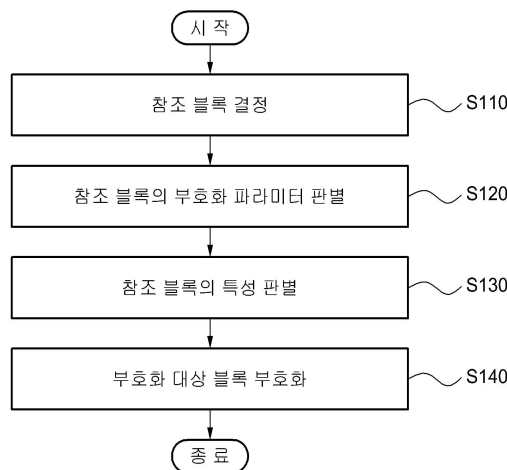 시 작
참조 블록 결정
S110
참조 블록의 부호화 파라미터 판별
S120
참조 블록의 특성 판별
S130
부호화 대상 블록 부호화
S140
종 료